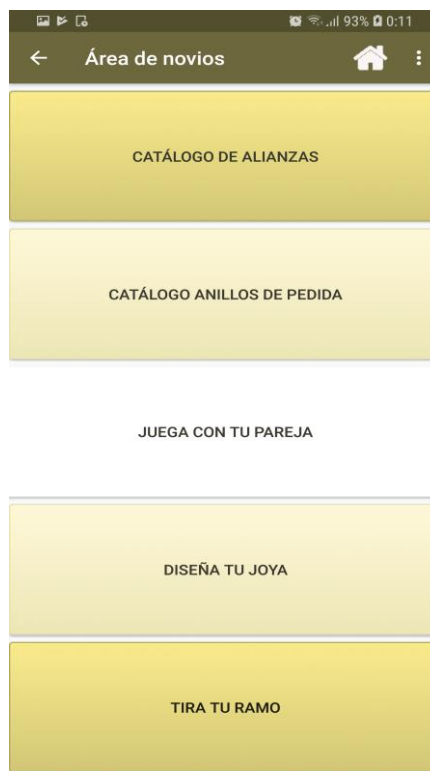 93% 0:11
Área de novios
CATÁLOGO DE ALIANZAS
CATÁLOGO ANILLOS DE PEDIDA
JUEGA CON TU PAREJA
DISEÑA TU JOYA
TIRA TU RAMO